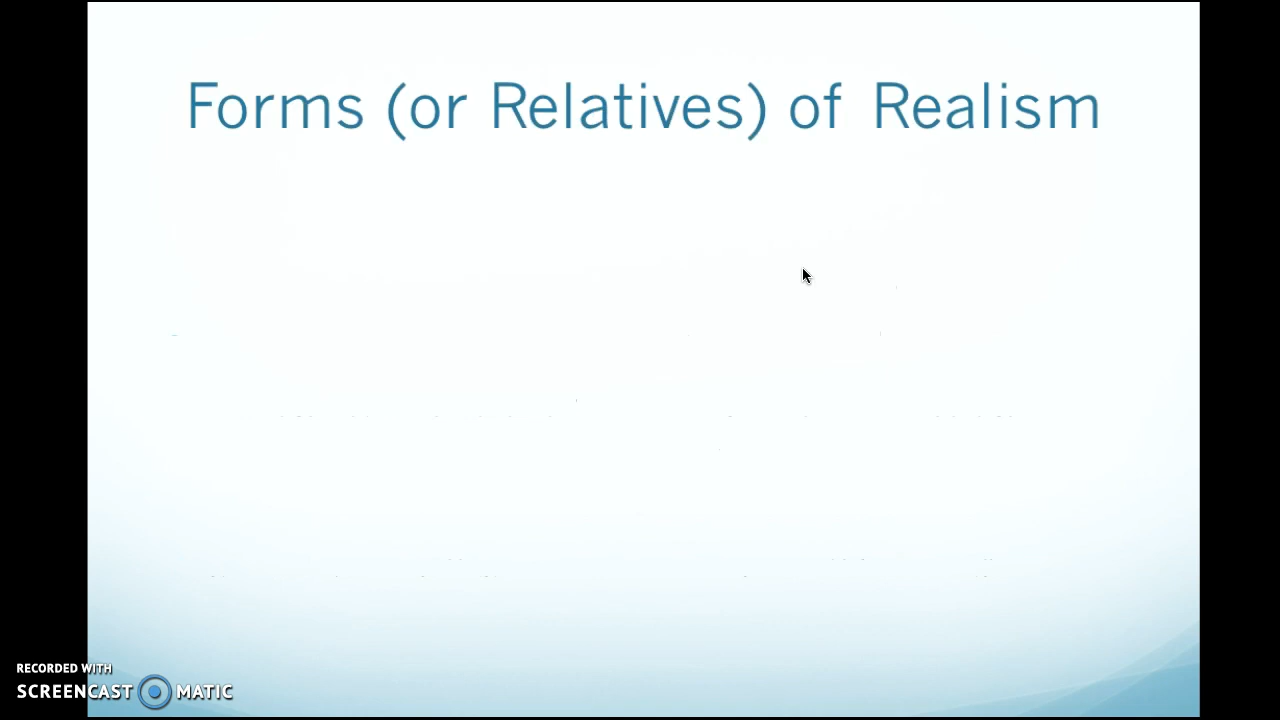 Forms (or Relatives) of Realism
RECORDED WITH
SCREENCAST MATIC